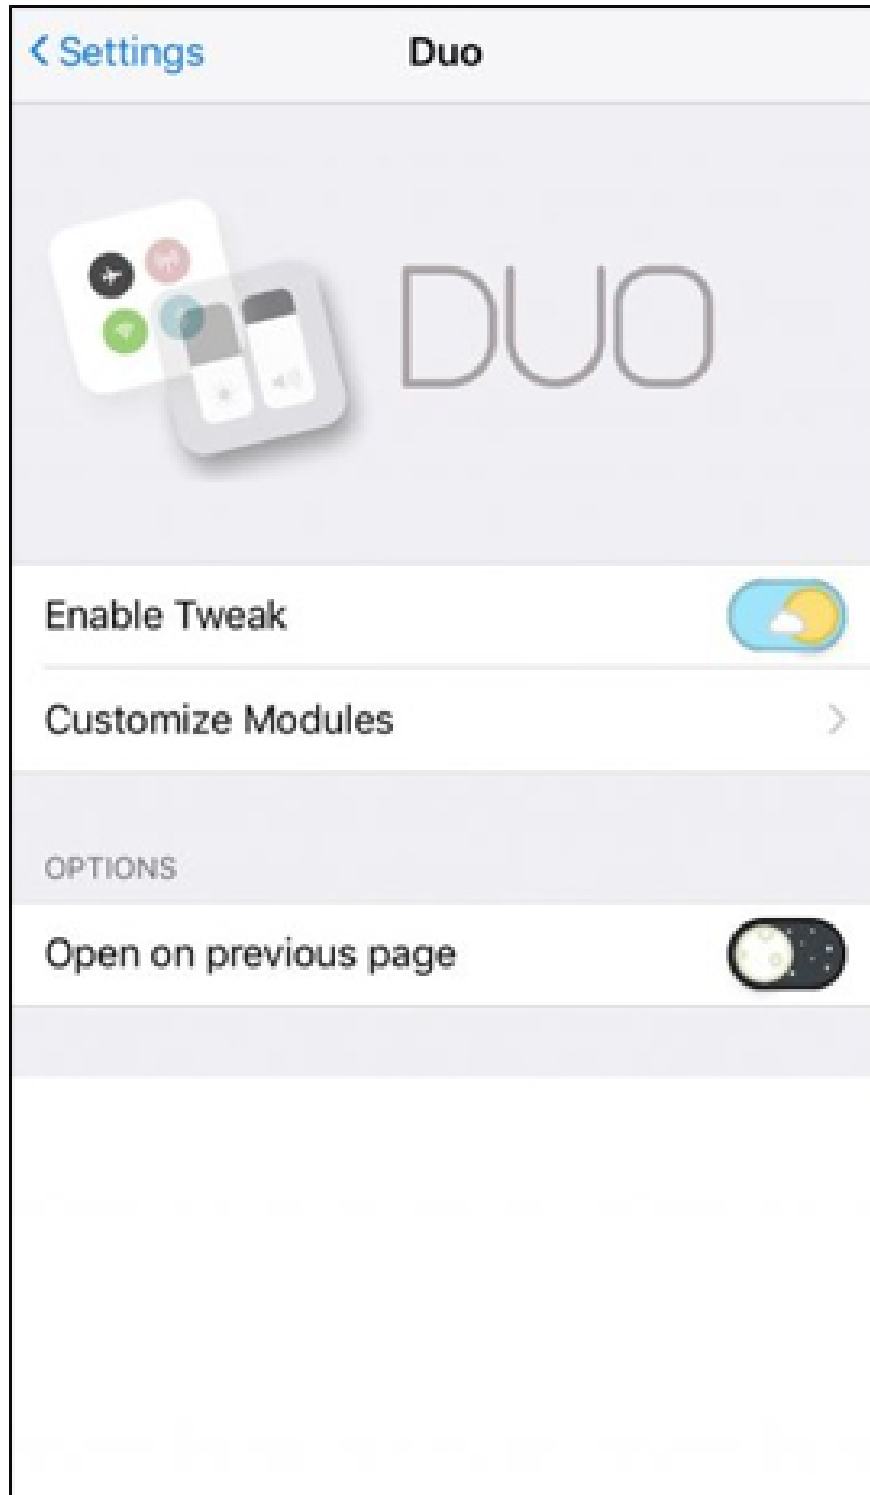 Settings
Duo
DUO
Enable Tweak
Customize Modules
OPTIONS
Open on previous page